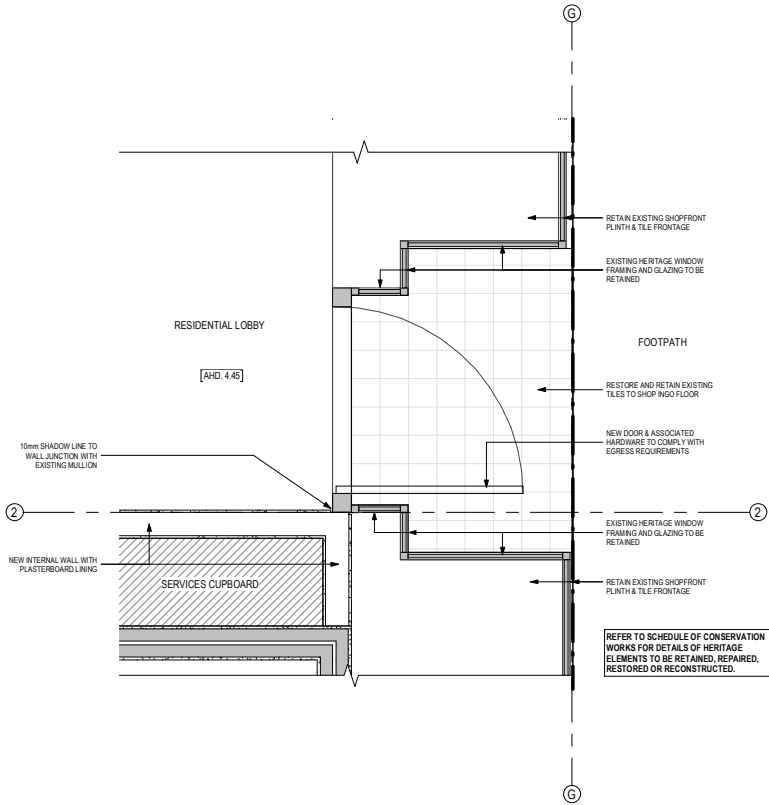 G
RETAIN EXISTING SHOPFRONT
PLINTH & TILE FRONTAGE
EXISTING HERITAGE WINDOW
FRAMING AND GLAZING TO BE
RETAINED
RESIDENTIAL LOBBY
FOOTPATH
[AHD. 4.45]
RESTORE AND RETAIN EXISTING
TILES TO SHOP INGO FLOOR
10mm SHADOW LINE TO
WALL JUNCTION WITH
EXISTING MULLION
NEW DOOR & ASSOCIATED
HARDWARE TO COMPLY WITH
EGRESS REQUIREMENTS
2
2
EXISTING HERITAGE WINDOW
FRAMING AND GLAZING TO BE
RETAINED
NEW INTERNAL WALL WITH
PLASTERBOARD LINING
SERVICES CUPBOARD
RETAIN EXISTING SHOPFRONT
PLINTH & TILE FRONTAGE
REFER TO SCHEDULE OF CONSERVATION
WORKS FOR DETAILS OF HERITAGE
ELEMENTS TO BE RETAINED, REPAIRED,
RESTORED OR RECONSTRUCTED.
G